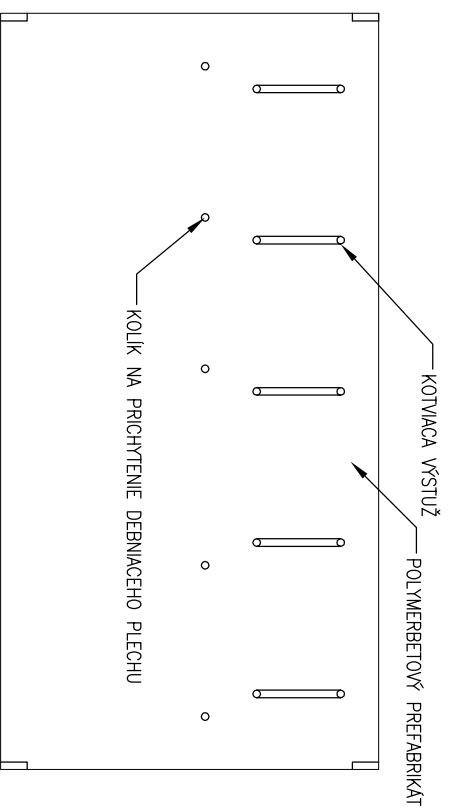 KOTVIACA VÝSTUŽ
POLYMERBETOVÝ PREFABRIKÁT
KOLÍK NA PRICHYTENIE DEBNIACEHO PLECHU